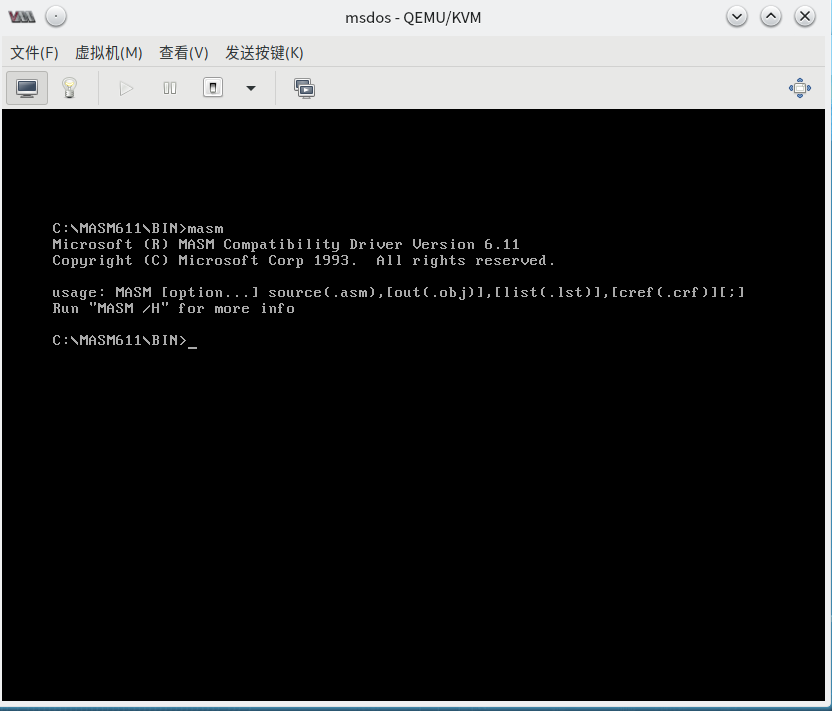 msdos - QEMU/KVM
文件(F) 虚拟机(M) 查看(V) 发送按键(K)
C:\MASM611\BIN>masm
Microsoft (R) MASM Compatibility Driver Version 6.11
Copyright (C) Microsoft Corp 1993.  All rights reserved.
usage: MASM [option...] source(.asm),[out(.obj)],[list(.lst)],[cref(.crf)][;]
Run "MASM /H" for more info
C:\MASM611\BIN>_